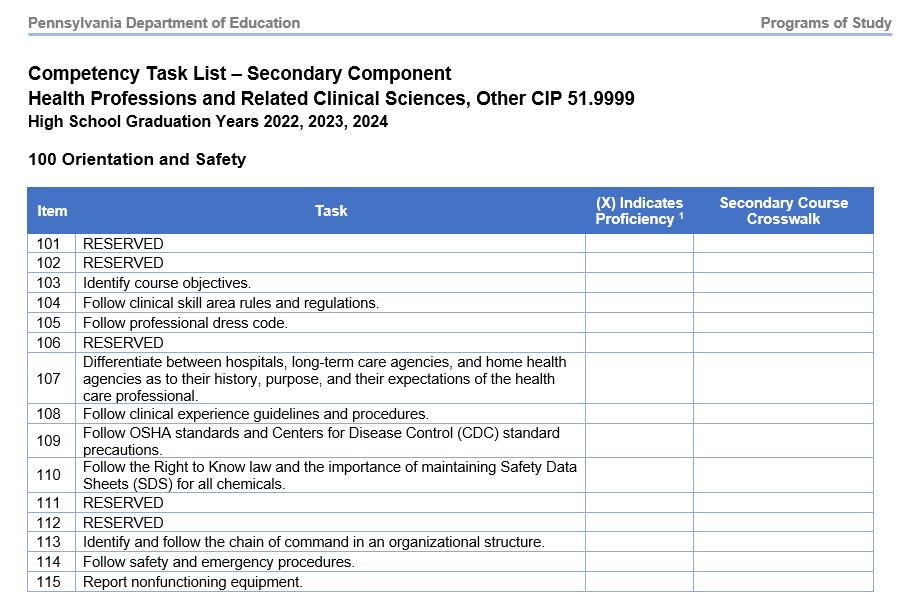 Pennsylvania Department of Education Programs of Study
Competency Task List – Secondary Component
Health Professions and Related Clinical Sciences, Other CIP 51.9999
High School Graduation Years 2022, 2023, 2024
100 Orientation and Safety
Item Task (X) Indicates Proficiency 1 Secondary Course Crosswalk
101 RESERVED
102 RESERVED
103 Identify course objectives.
104 Follow clinical skill area rules and regulations.
105 Follow professional dress code.
106 RESERVED
107 Differentiate between hospitals, long-term care agencies, and home health
agencies as to their history, purpose, and their expectations of the health
care professional.
108 Follow clinical experience guidelines and procedures.
109 Follow OSHA standards and Centers for Disease Control (CDC) standard
precautions.
110 Follow the Right to Know law and the importance of maintaining Safety Data
Sheets (SDS) for all chemicals.
111 RESERVED
112 RESERVED
113 Identify and follow the chain of command in an organizational structure.
114 Follow safety and emergency procedures.
115 Report nonfunctioning equipment.